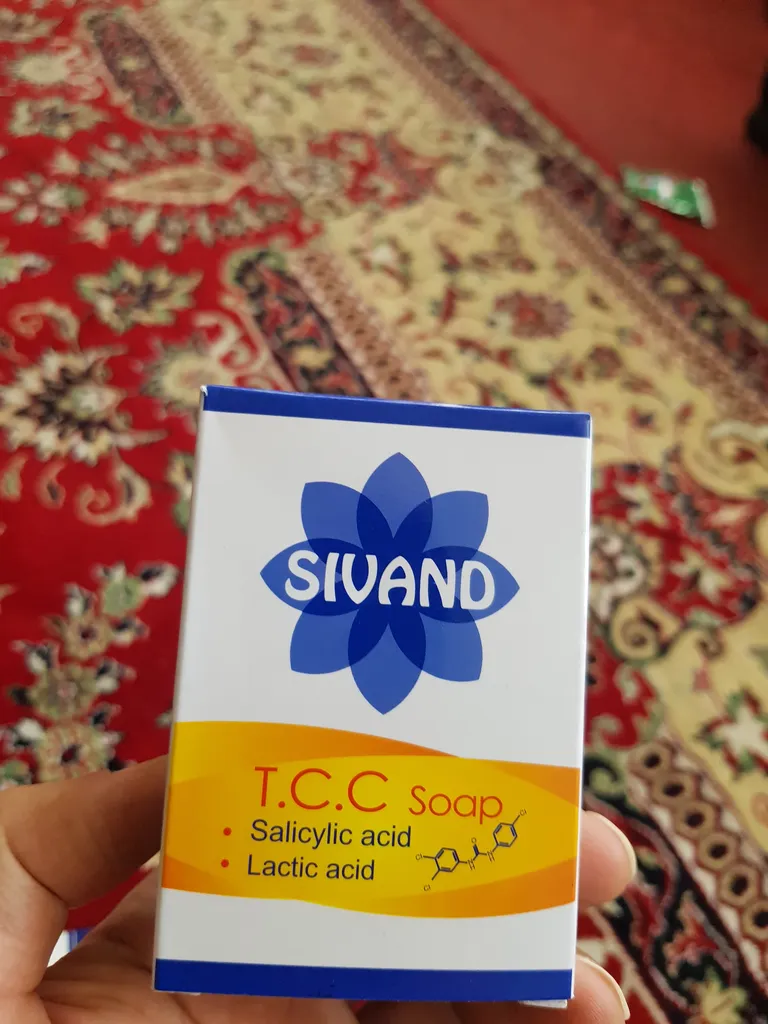 SIVAND
T.C.C Soap
• Salicylic acid
• Lactic acid